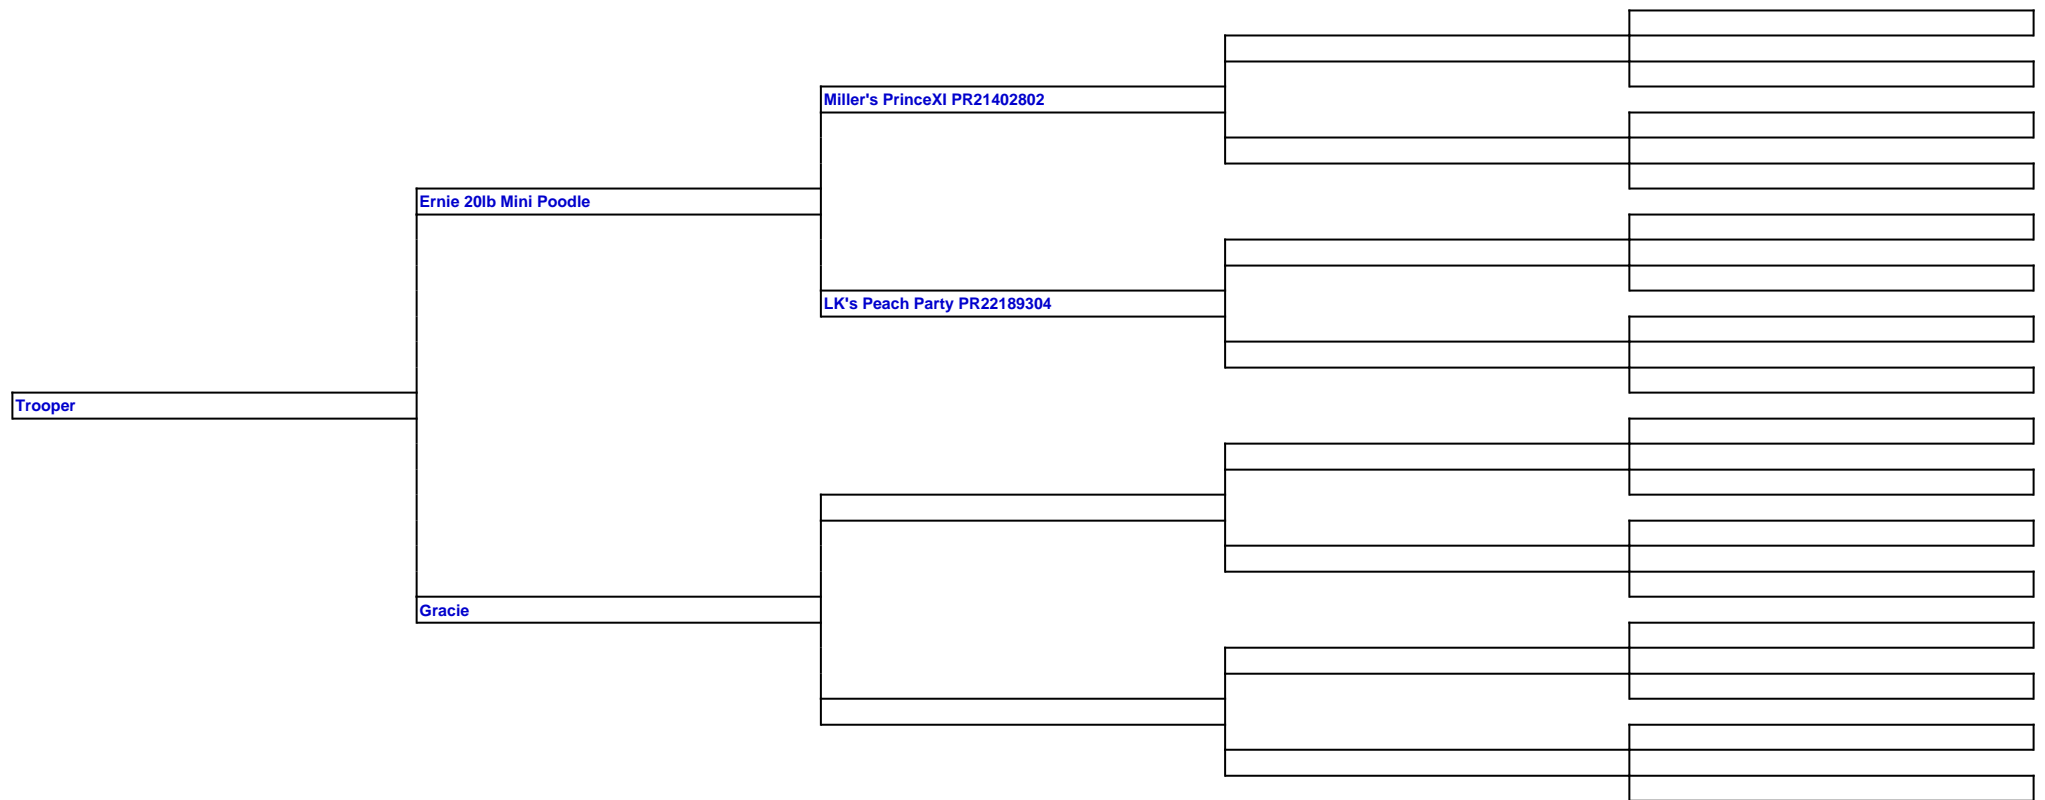 Miller's PrinceXI PR21402802
Ernie 20lb Mini Poodle
LK's Peach Party PR22189304
Trooper
Gracie